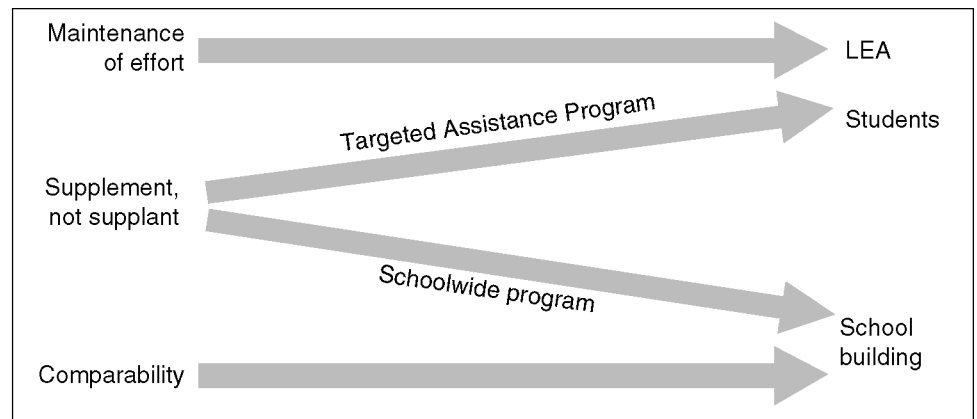 Maintenance
of effort
LEA
Targeted Assistance Program
Students
Supplement,
not supplant
Schoolwide program
School
building
Comparability